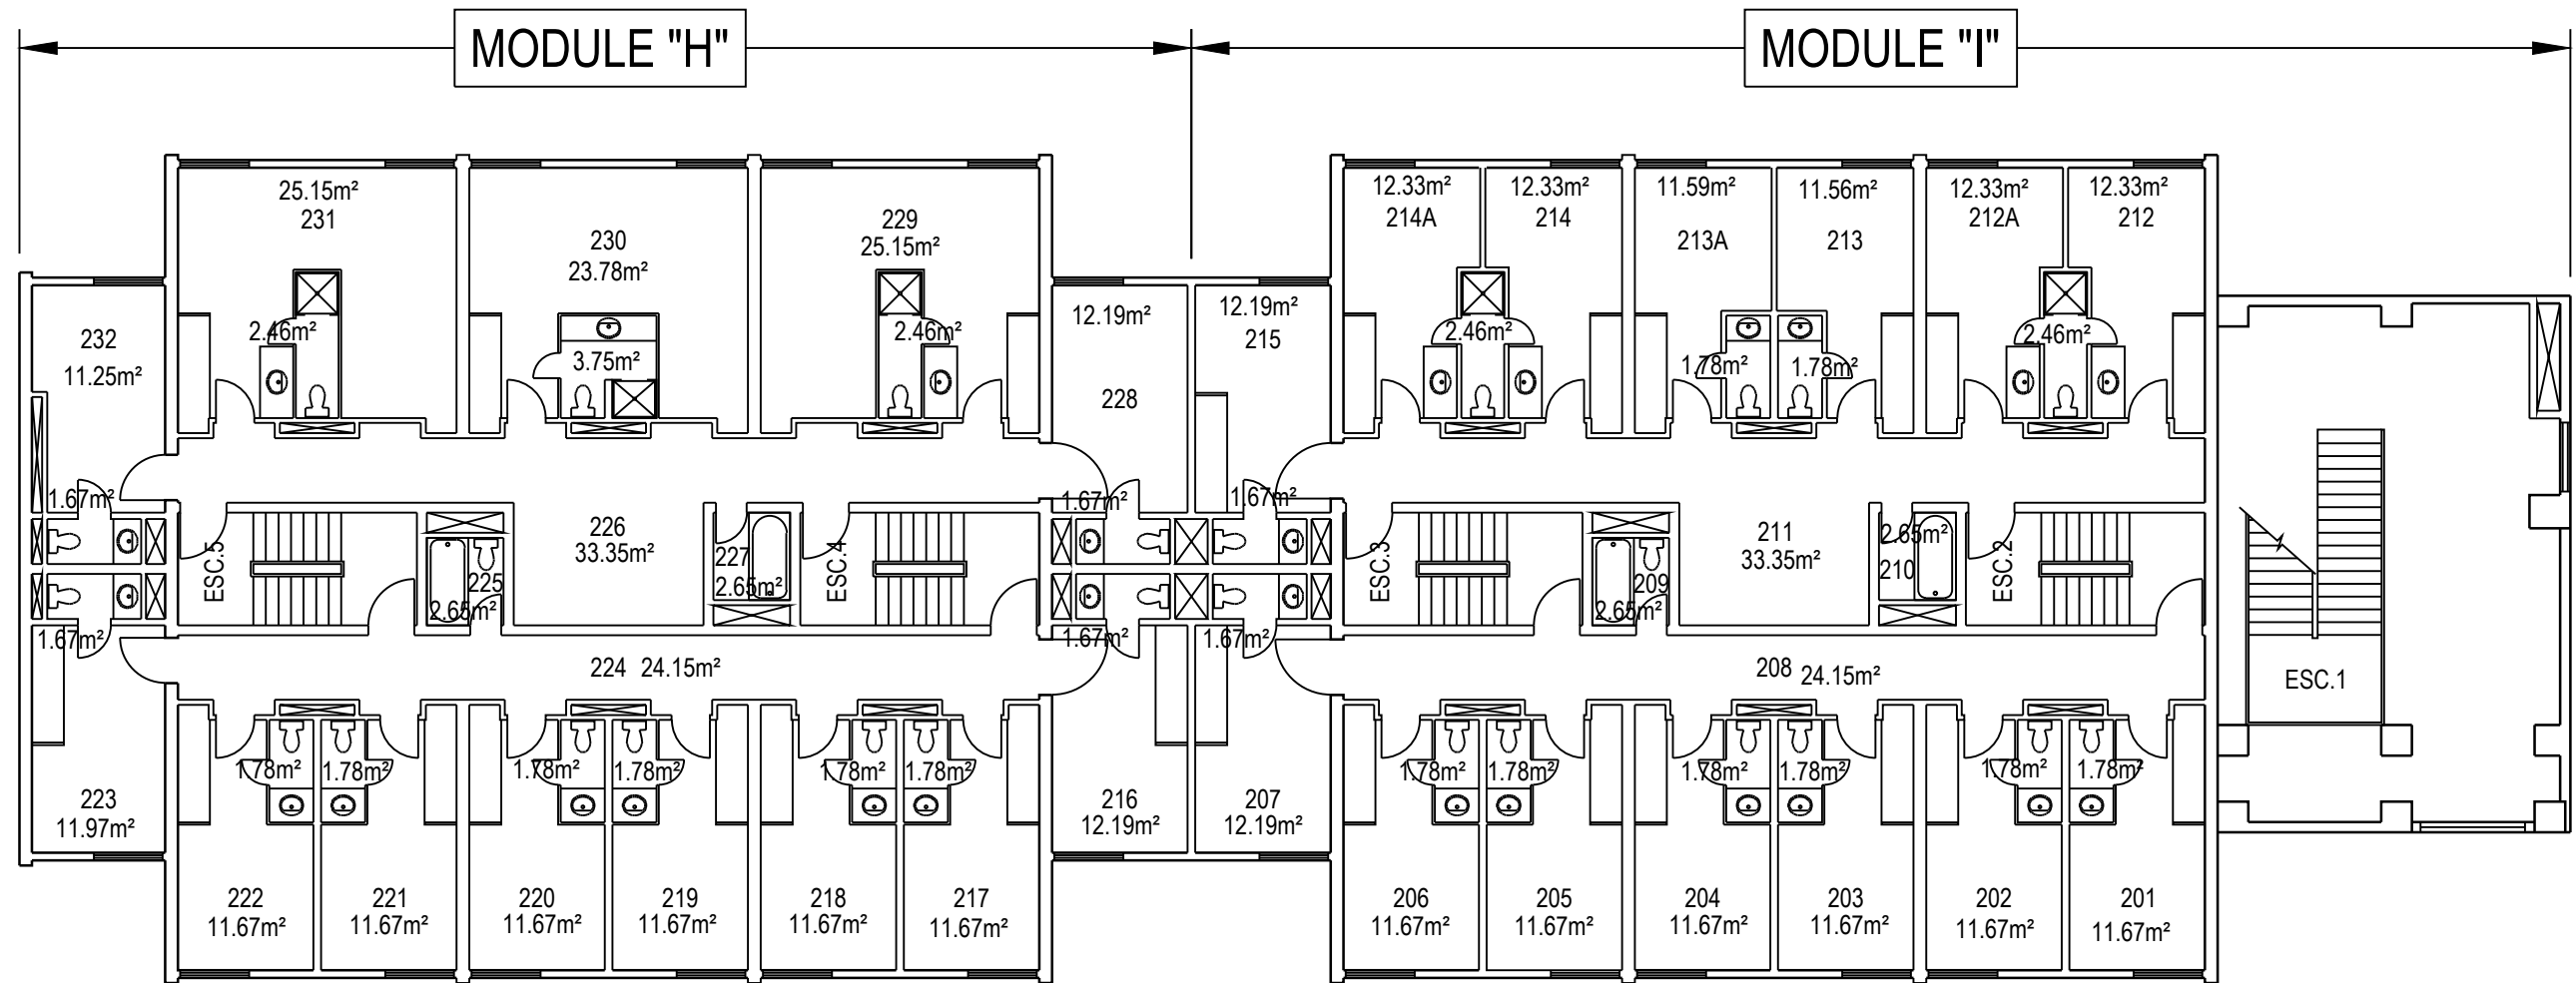 MODULE "H"
MODULE "I"
25.15m²
231
230
23.78m²
229
25.15m²
12.33m²
214A
12.33m²
214
11.59m²
213A
11.56m²
213
12.33m²
212A
12.33m²
212
232
11.25m²
2.46m²
3.75m²
2.46m²
12.19m²
228
12.19m²
215
2.46m²
1.78m²
1.78m²
2.46m²
1.67m²
1.67m²
1.67m²
ESC.5
225
2.65m²
226
33.35m²
227
2.65m²
ESC.4
ESC.3
209
2.65m²
211
33.35m²
2.65m²
210
ESC.2
1.67m²
1.67m²
1.67m²
224 24.15m²
208 24.15m²
ESC.1
1.78m²
1.78m²
1.78m²
1.78m²
1.78m²
1.78m²
1.78m²
1.78m²
1.78m²
1.78m²
1.78m²
1.78m²
223
11.97m²
216
12.19m²
207
12.19m²
222
11.67m²
221
11.67m²
220
11.67m²
219
11.67m²
218
11.67m²
217
11.67m²
206
11.67m²
205
11.67m²
204
11.67m²
203
11.67m²
202
11.67m²
201
11.67m²